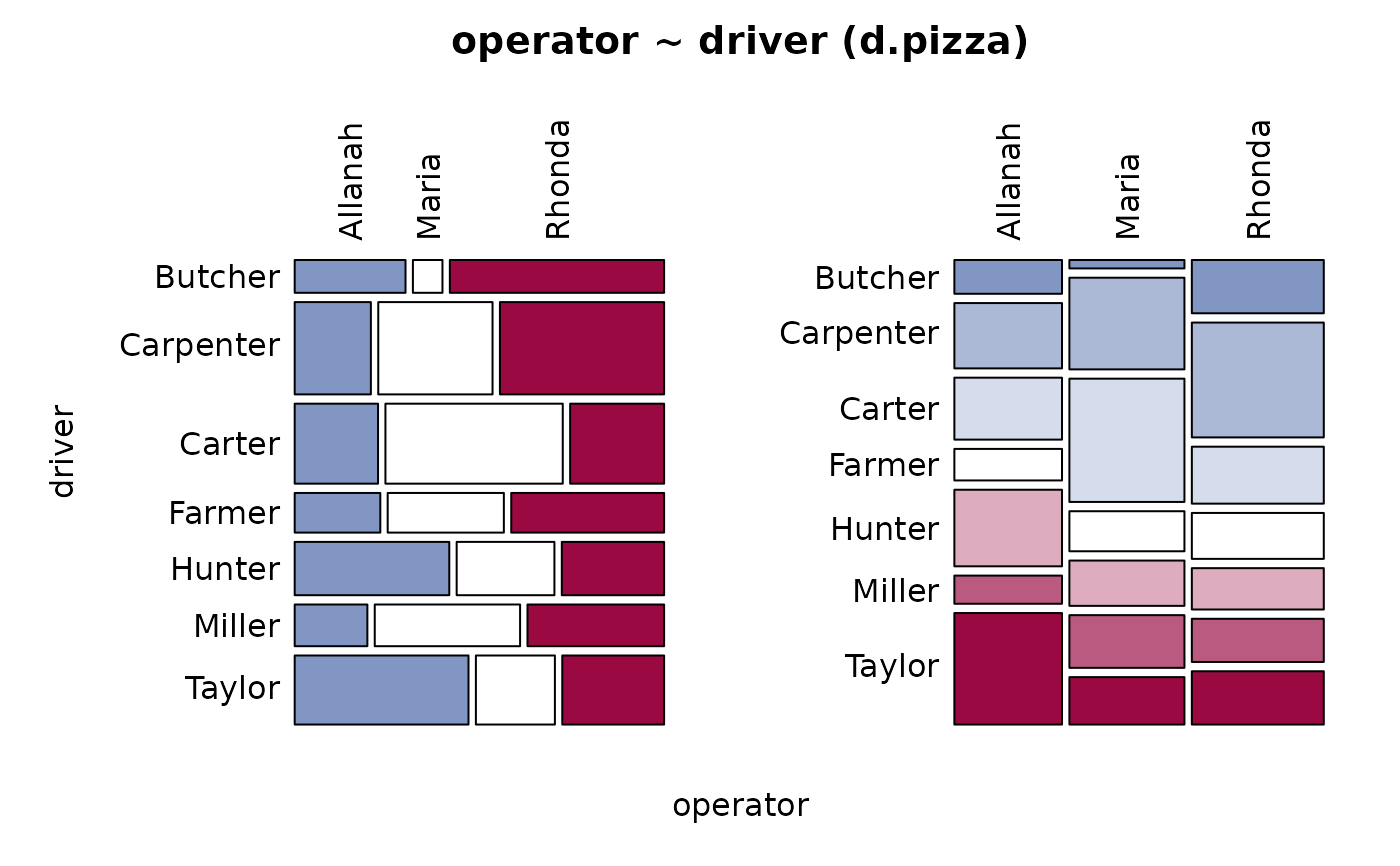 operator ~ driver (d.pizza)
Allanah
Maria
Rhonda
driver
Butcher
Carpenter
Carter
Farmer
Hunter
Miller
Taylor
Allanah
Maria
Rhonda
Butcher
Carpenter
Carter
Farmer
Hunter
Miller
Taylor
operator